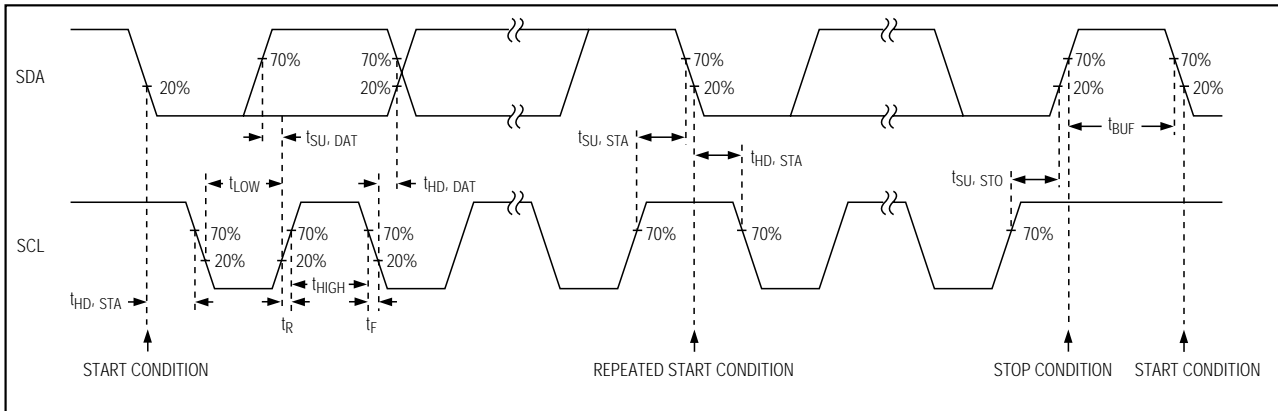 SDA
20%
70%
70%
20%
70%
20%
70%
20%
70%
20%
tSU, DAT
tSU, STA
tBUF
tLOW
tHD, DAT
tHD, STA
tSU, STO
SCL
70%
20%
70%
20%
70%
20%
70%
70%
70%
tHIGH
tHD, STA
tR
tF
START CONDITION
REPEATED START CONDITION
STOP CONDITION
START CONDITION